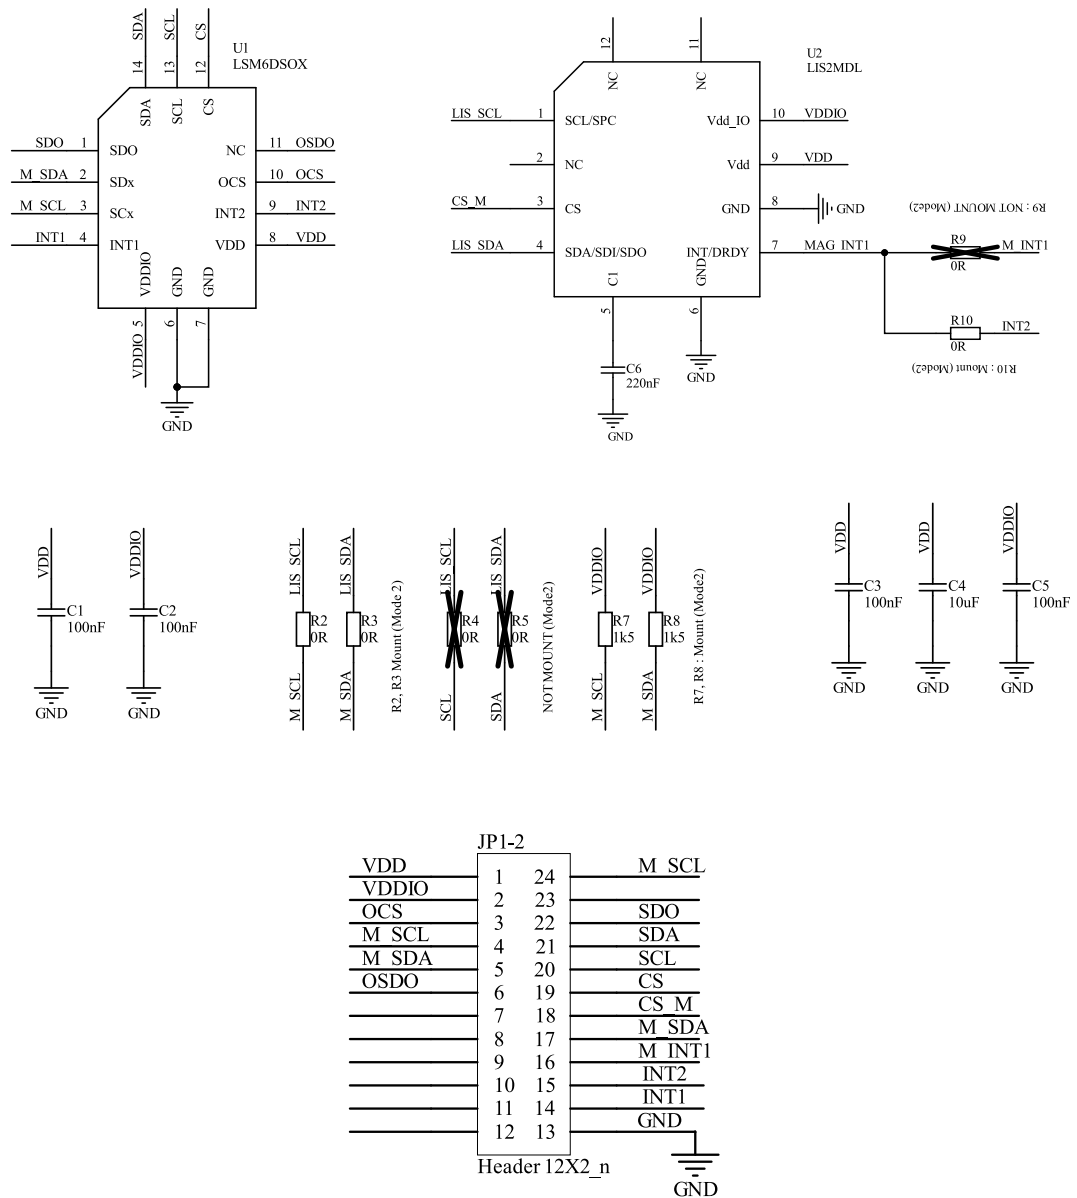 U1
LSM6DSOX
SDA
SCL
CS
14
13
12
SDA
SCL
CS
SDO 1 SDO
M_SDA 2 SDx
M_SCL 3 SCx
INT1 4 INT1
NC 11 OSDO
OCS 10 OCS
INT2 9 INT2
VDD 8 VDD
VDDIO
GND
GND
VDDIO 5
6
7
GND
U2
LIS2MDL
12
11
NC
NC
LIS_SCL 1 SCL/SPC
2 NC
CS_M 3 CS
LIS_SDA 4 SDA/SDI/SDO
Vdd_IO 10 VDDIO
Vdd 9 VDD
GND 8 GND
INT/DRDY 7 MAG_INT1
C1
GND
5
6
C6
220nF
GND
GND
R9 : NOT MOUNT (Mode2)
R9
0R
M_INT1
R10
0R
INT2
R10 : Mount (Mode2)
VDD
C1
100nF
GND
VDDIO
C2
100nF
GND
LIS_SCL
R2
0R
M_SCL
LIS_SDA
R3
0R
M_SDA
R2, R3 Mount (Mode 2)
LIS_SCL
R4
0R
SCL
LIS_SDA
R5
0R
SDA
NOT MOUNT (Mode2)
VDDIO
R7
1k5
M_SCL
VDDIO
R8
1k5
M_SDA
R7, R8 : Mount (Mode2)
VDD
C3
100nF
GND
VDD
C4
10uF
GND
VDDIO
C5
100nF
GND
JP1-2
VDD 1 24 M_SCL
VDDIO 2 23
OCS 3 22 SDO
M_SCL 4 21 SDA
M_SDA 5 20 SCL
OSDO 6 19 CS
7 18 CS_M
8 17 M_SDA
9 16 M_INT1
10 15 INT2
11 14 INT1
12 13 GND
Header 12X2_n
GND